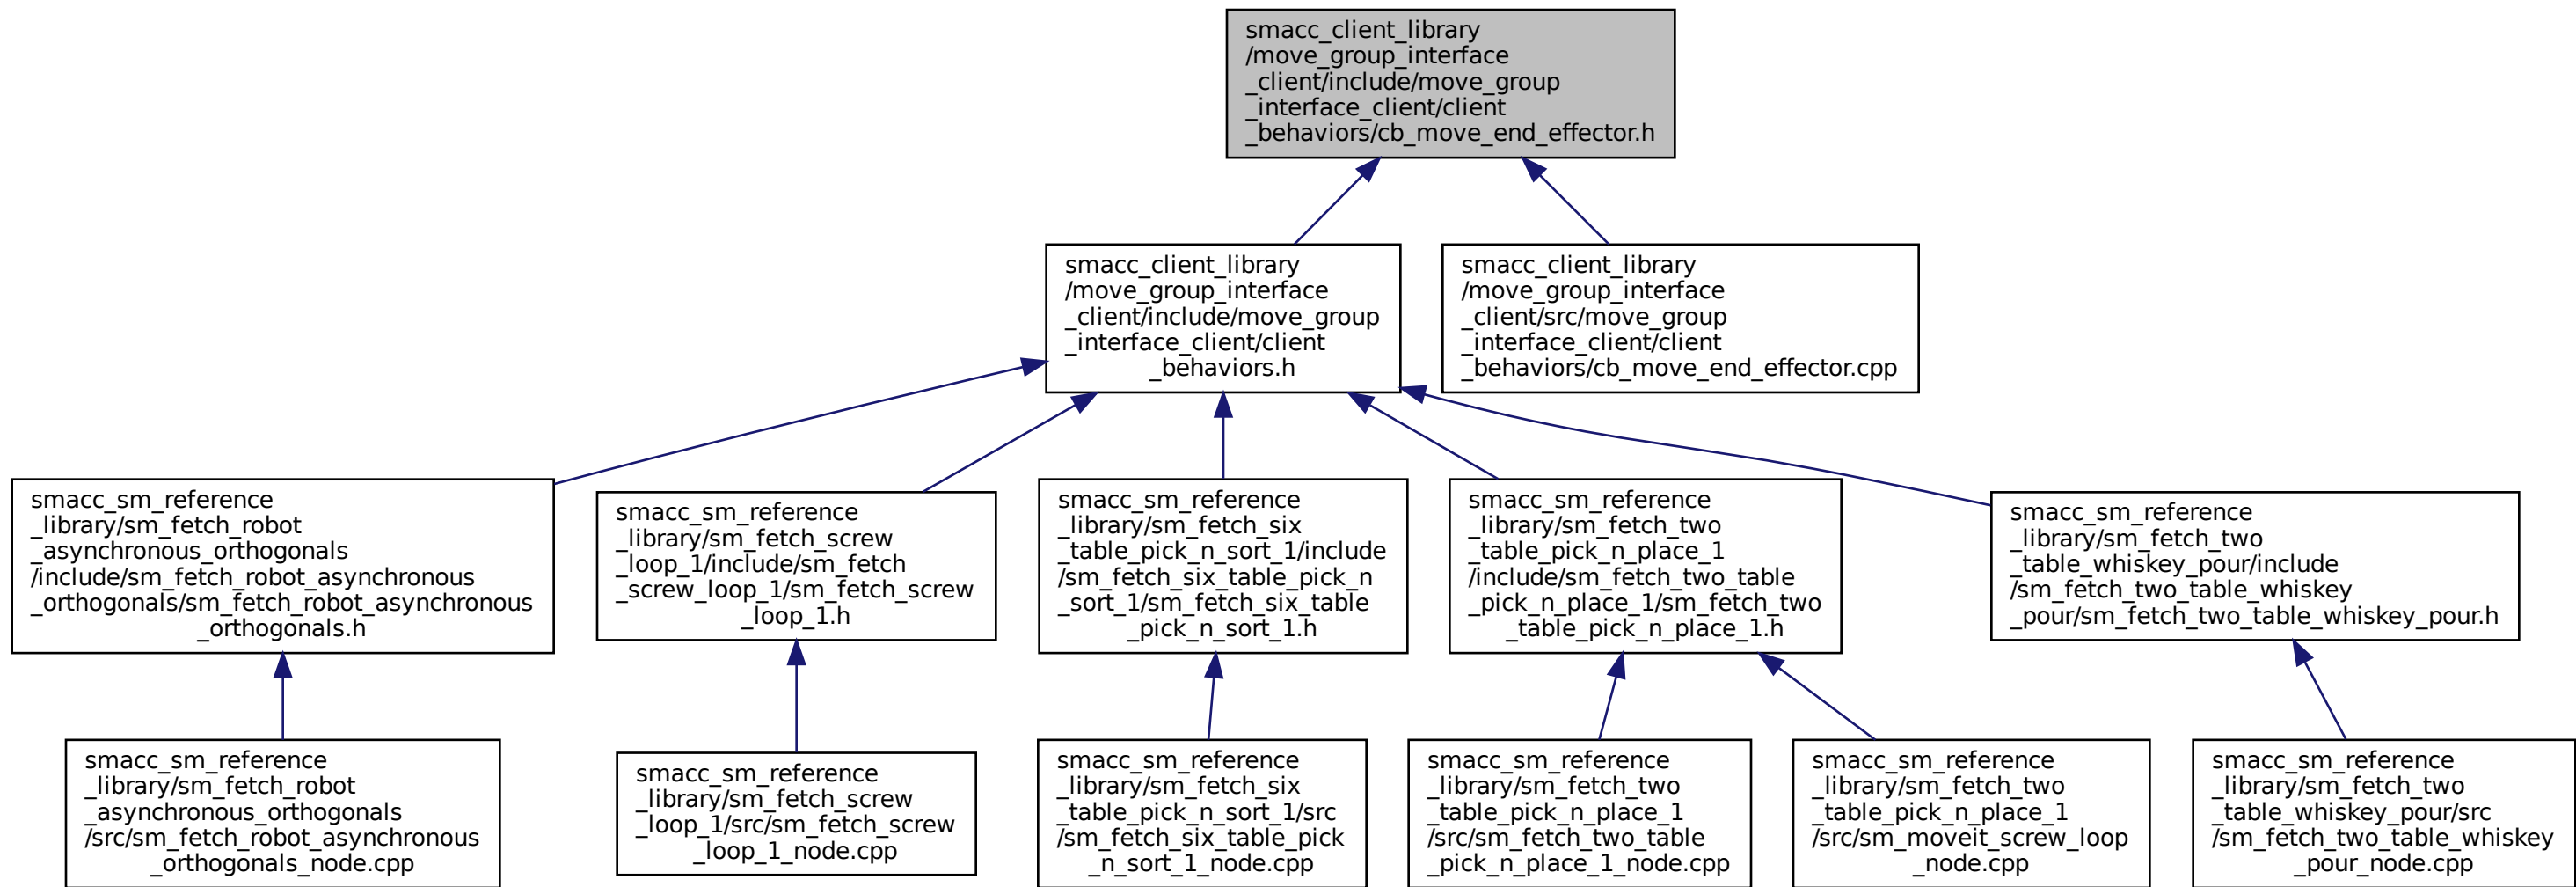 smacc_client_library
/move_group_interface
_client/include/move_group
_interface_client/client
_behaviors/cb_move_end_effector.h
smacc_client_library
/move_group_interface
_client/include/move_group
_interface_client/client
_behaviors.h
smacc_client_library
/move_group_interface
_client/src/move_group
_interface_client/client
_behaviors/cb_move_end_effector.cpp
smacc_sm_reference
_library/sm_fetch_robot
_asynchronous_orthogonals
/include/sm_fetch_robot_asynchronous
_orthogonals/sm_fetch_robot_asynchronous
_orthogonals.h
smacc_sm_reference
_library/sm_fetch_screw
_loop_1/include/sm_fetch
_screw_loop_1/sm_fetch_screw
_loop_1.h
smacc_sm_reference
_library/sm_fetch_six
_table_pick_n_sort_1/include
/sm_fetch_six_table_pick_n
_sort_1/sm_fetch_six_table
_pick_n_sort_1.h
smacc_sm_reference
_library/sm_fetch_two
_table_pick_n_place_1
/include/sm_fetch_two_table
_pick_n_place_1/sm_fetch_two
_table_pick_n_place_1.h
smacc_sm_reference
_library/sm_fetch_two
_table_whiskey_pour/include
/sm_fetch_two_table_whiskey
_pour/sm_fetch_two_table_whiskey_pour.h
smacc_sm_reference
_library/sm_fetch_robot
_asynchronous_orthogonals
/src/sm_fetch_robot_asynchronous
_orthogonals_node.cpp
smacc_sm_reference
_library/sm_fetch_screw
_loop_1/src/sm_fetch_screw
_loop_1_node.cpp
smacc_sm_reference
_library/sm_fetch_six
_table_pick_n_sort_1/src
/sm_fetch_six_table_pick
_n_sort_1_node.cpp
smacc_sm_reference
_library/sm_fetch_two
_table_pick_n_place_1
/src/sm_fetch_two_table
_pick_n_place_1_node.cpp
smacc_sm_reference
_library/sm_fetch_two
_table_pick_n_place_1
/src/sm_moveit_screw_loop
_node.cpp
smacc_sm_reference
_library/sm_fetch_two
_table_whiskey_pour/src
/sm_fetch_two_table_whiskey
_pour_node.cpp